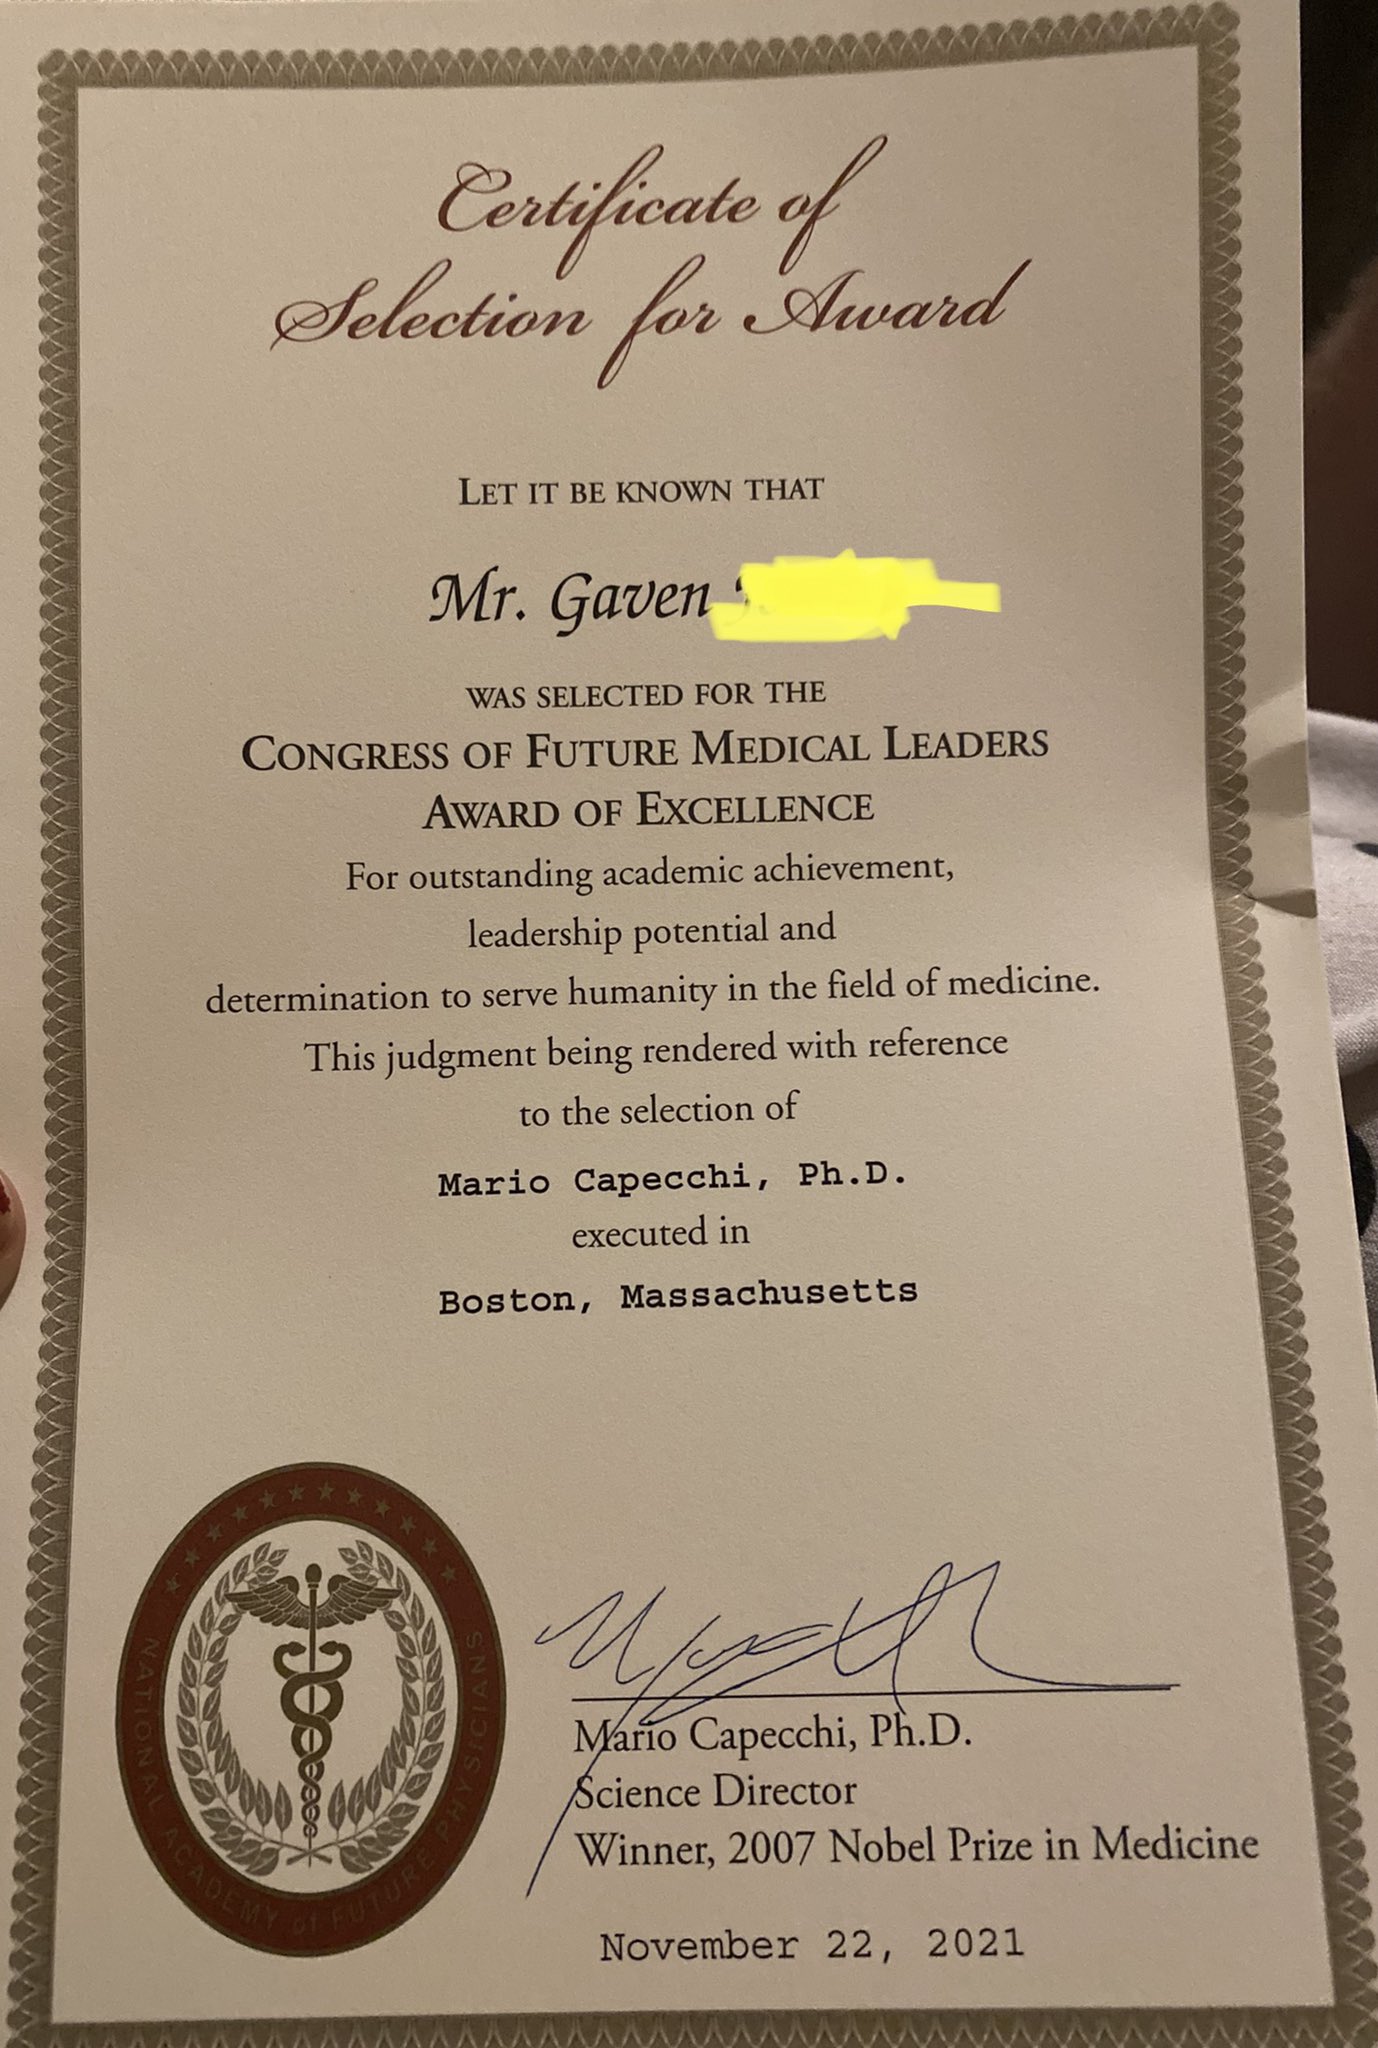 Certificate of
Selection for Award
LET IT BE KNOWN THAT
Mr. Gaven
WAS SELECTED FOR THE
CONGRESS OF FUTURE MEDICAL LEADERS
AWARD OF EXCELLENCE
For outstanding academic achievement,
leadership potential and
determination to serve humanity in the field of medicine.
This judgment being rendered with reference
to the selection of
Mario Capecchi, Ph.D.
executed in
Boston, Massachusetts
NATIONAL ACADEMY of FUTURE PHYSICIANS
Mario Capecchi, Ph.D.
Science Director
Winner, 2007 Nobel Prize in Medicine
November 22, 2021